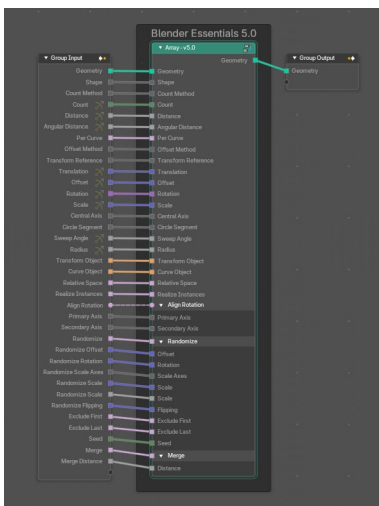 Blender Essentials 5.0
Group Input
Geometry
Shape
Count Method
Count
Distance
Angular Distance
Per Curve
Offset Method
Transform Reference
Translation
Offset
Rotation
Scale
Central Axis
Circle Segment
Sweep Angle
Radius
Transform Object
Curve Object
Relative Space
Realize Instances
Align Rotation
Primary Axis
Secondary Axis
Randomize
Randomize Offset
Randomize Rotation
Randomize Scale Axes
Randomize Scale
Randomize Scale
Randomize Flipping
Exclude First
Exclude Last
Seed
Merge
Merge Distance
Array - v5.0
Geometry
Geometry
Shape
Count Method
Count
Distance
Angular Distance
Per Curve
Offset Method
Transform Reference
Translation
Offset
Rotation
Scale
Central Axis
Circle Segment
Sweep Angle
Radius
Transform Object
Curve Object
Relative Space
Realize Instances
Align Rotation
Primary Axis
Secondary Axis
Randomize
Offset
Rotation
Scale Axes
Scale
Scale
Flipping
Exclude First
Exclude Last
Seed
Merge
Distance
Group Output
Geometry